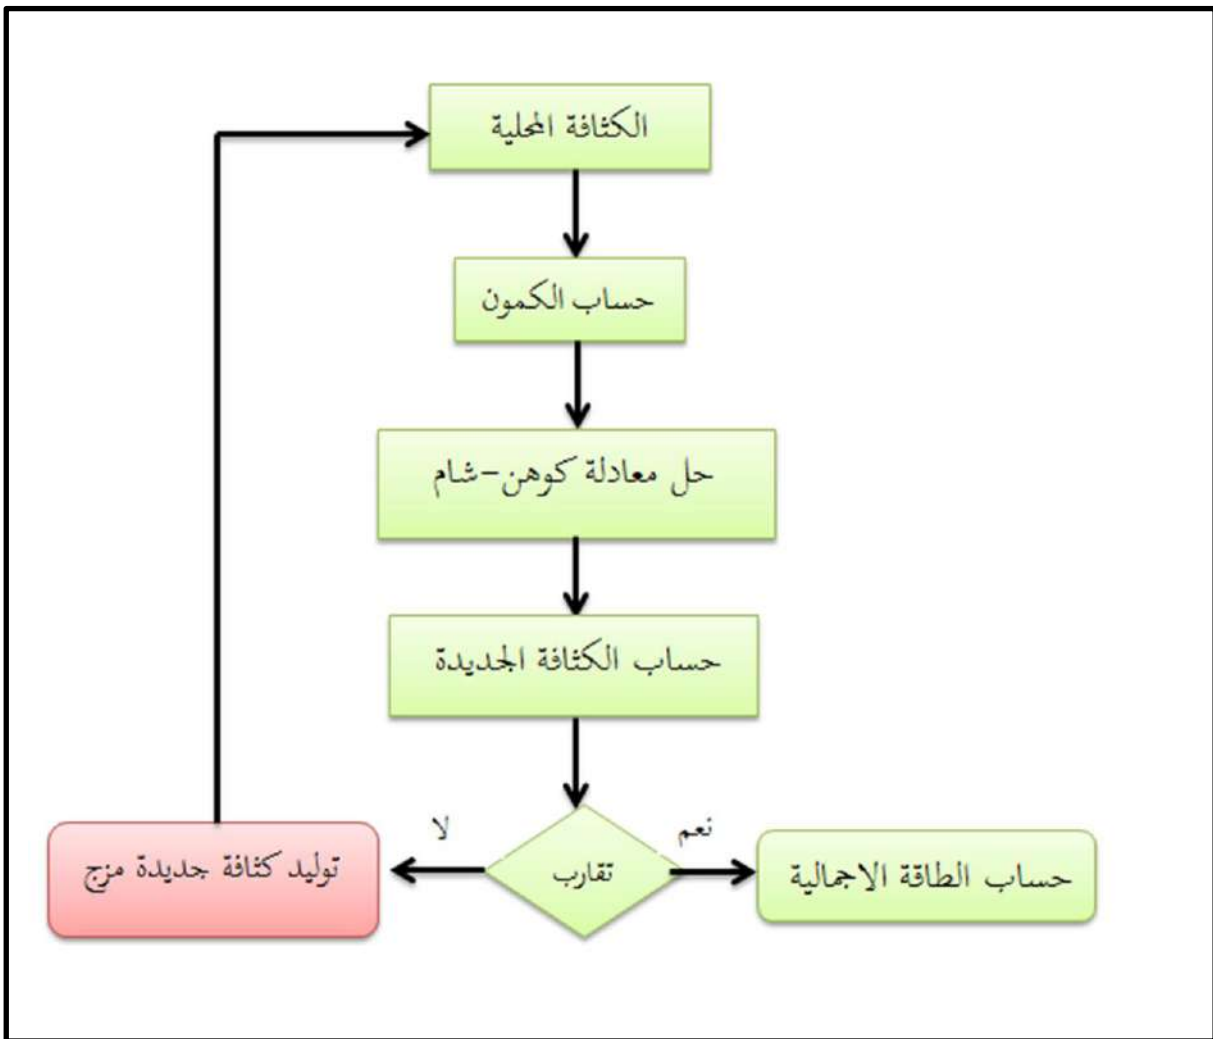 الكثافة المحلية
حساب الكمون
حل معادلة كوهن-شام
حساب الكثافة الجديدة
نعم
لا
تقارب
حساب الطاقة الاجمالية
توليد كثافة جديدة مزج